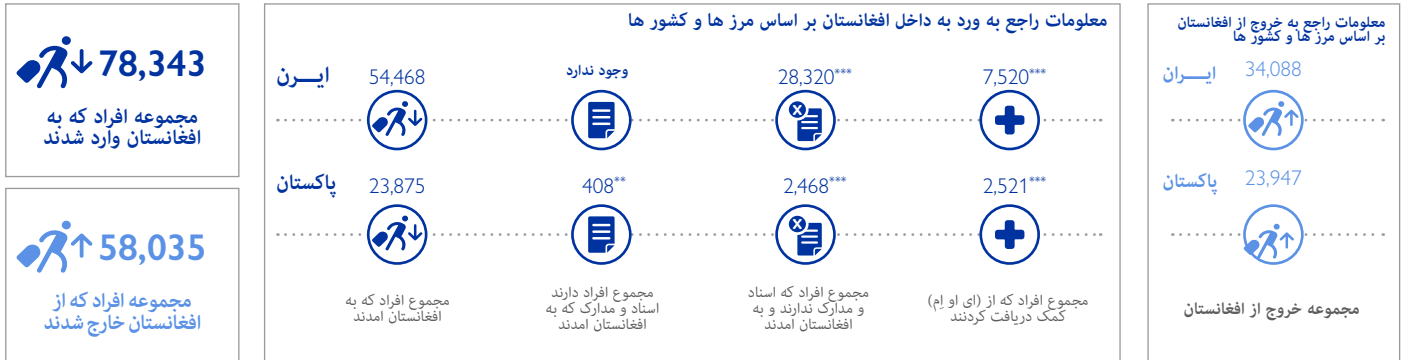 معلومات راجع به خروج از افغانستان
بر اساس مرز ها و کشور ها
ایـــران 34,088
پاکستان 23,947
مجموعه خروج از افغانستان
معلومات راجع به ورد به داخل افغانستان بر اساس مرز ها و کشور ها
ایـــرن 54,468 وجود ندارد 28,320*** 7,520***
پاکستان 23,875 408** 2,468*** 2,521***
مجموع افراد که به
افغانستان امدند
مجموع افراد دارند
اسناد و مدارک که به
افغانستان امدند
مجموع افراد که اسناد
و مدارک ندارند و به
افغانستان امدند
مجموع افراد که از (ای او اِم)
کمک دریافت کردنند
78,343
مجموعه افراد که به
افغانستان وارد شدند
58,035
مجموعه افراد که از
افغانستان خارج شدند